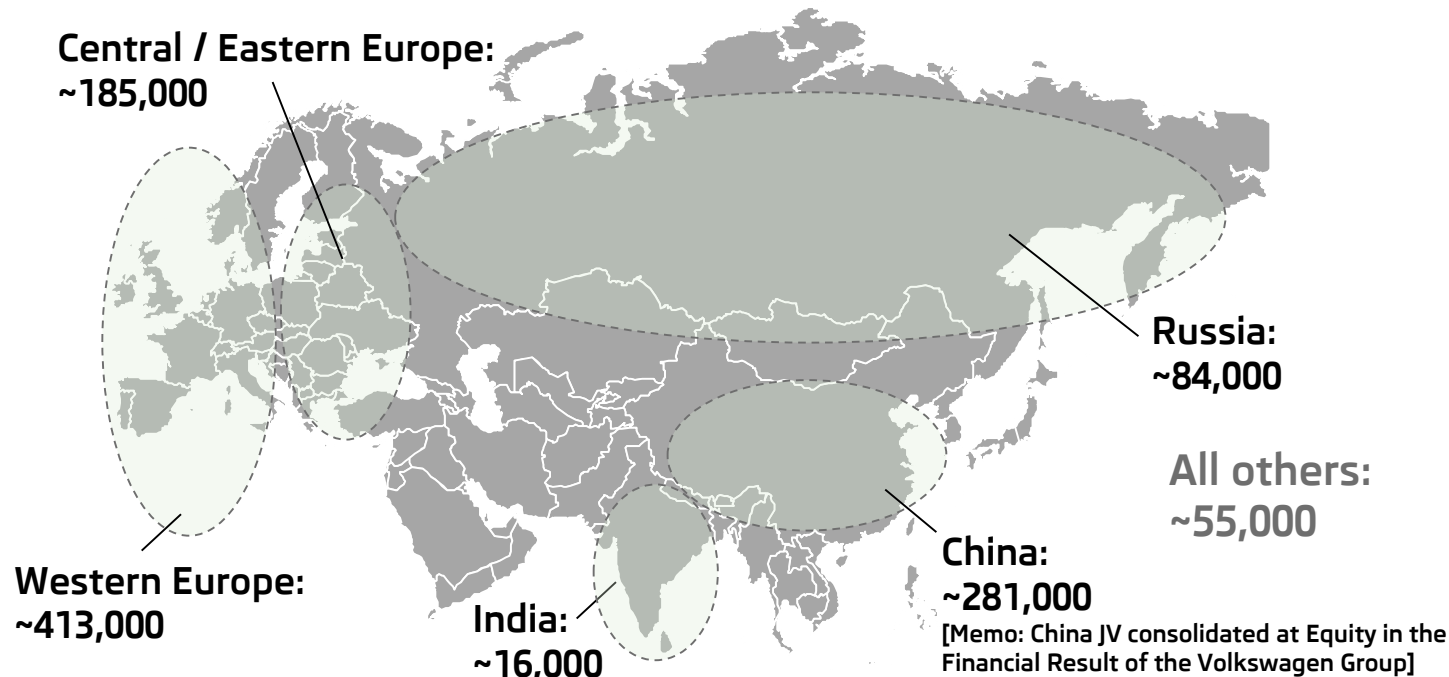 Central / Eastern Europe:
~185,000
Russia:
~84,000
All others:
~55,000
China:
~281,000
[Memo: China JV consolidated at Equity in the
Financial Result of the Volkswagen Group]
Western Europe:
~413,000
India:
~16,000